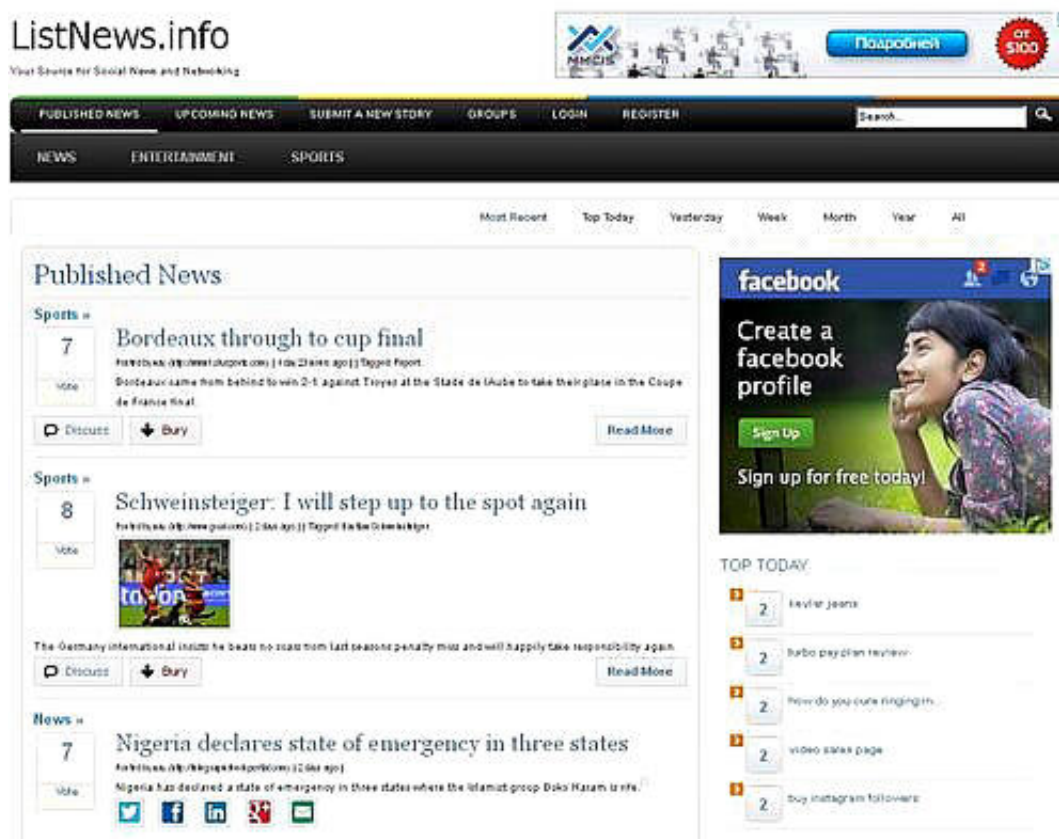 ListNews.info
Your Source for Social News and Networking
MMCIS
Подробней
от
$100
PUBLISHED NEWS UPCOMING NEWS SUBMIT A NEW STORY GROUPS LOGIN REGISTER
Search..
NEWS ENTERTAINMENT SPORTS
Most Recent Top Today Yesterday Week Month Year All
Published News
Sports »
7
Vote
Bordeaux through to cup final
Bordeaux came from behind to win 2-1 against Troyes at the Stade de lAube to take their place in the Coupe
de France final.
Discuss Bury Read More
Sports »
8
Vote
Schweinsteiger: I will step up to the spot again
The Germany international insists he bears no scars from last seasons penalty miss and will happily take responsibility again
Discuss Bury Read More
News »
7
Vote
Nigeria declares state of emergency in three states
Nigeria has declared a state of emergency in three states where the Islamist group Boko Haram is rife.
facebook
2
Create a
facebook
profile
Sign Up
Sign up for free today!
TOP TODAY
2 kevlar jeans
2 turbo pay plan review
2 how do you cure ringing in...
2 video sales page
2 buy instagram followers